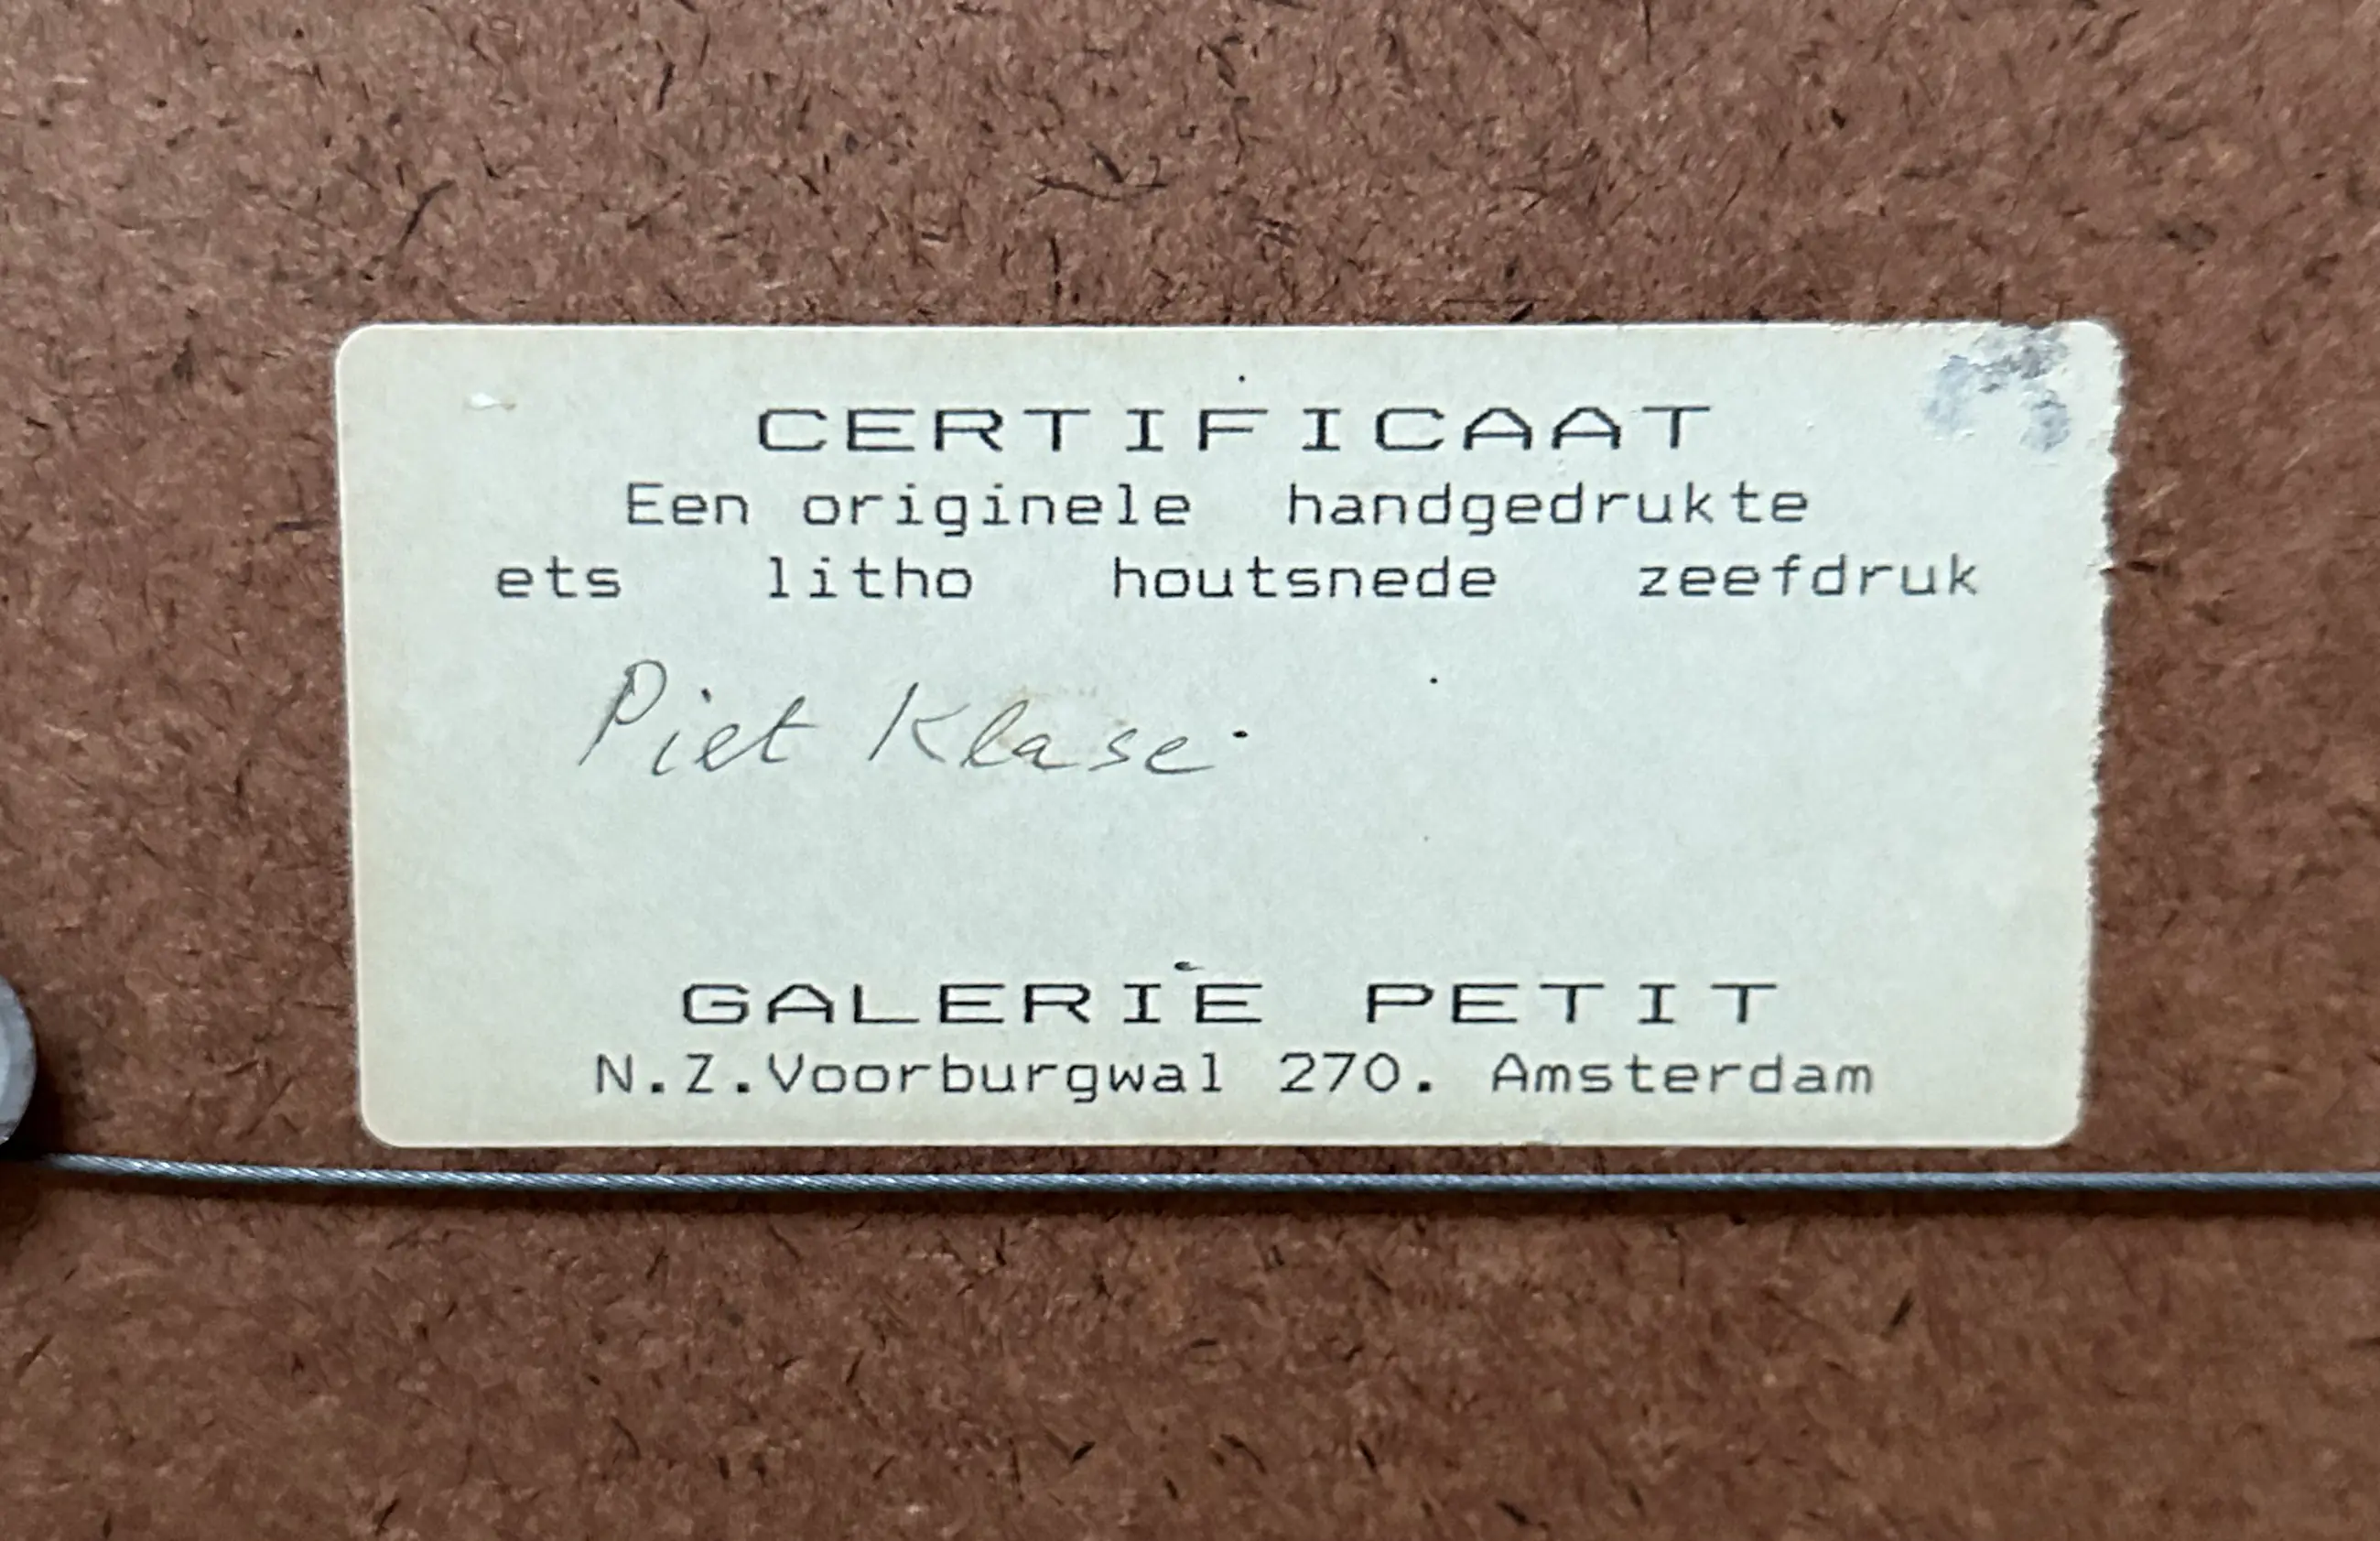 CERTIFICAAT
Een originele handgedrukte
ets litho houtsnede zeefdruk
Piet Klase
GALERIE PETIT
N.Z.Voorburgwal 270. Amsterdam